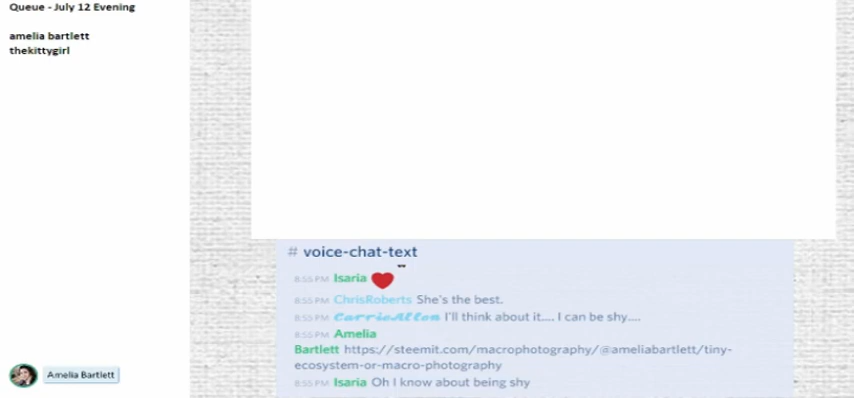 Queue - July 12 Evening
amelia bartlett
thekittygirl
# voice-chat-text
8:55 PM Isaria ❤
8:55 PM ChrisRoberts She's the best.
8:55 PM CarrieAllen I'll think about it.... I can be shy....
8:55 PM Amelia
Bartlett https://steemit.com/macrophotography/@ameliabartlett/tiny-
ecosystem-or-macro-photography
8:55 PM Isaria Oh I know about being shy
Amelia Bartlett